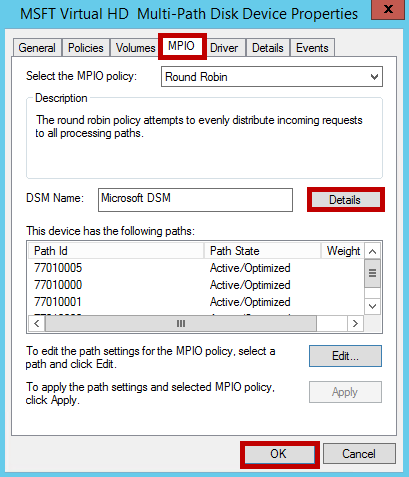 MSFT Virtual HD  Multi-Path Disk Device Properties
x
General Policies Volumes MPIO Driver Details Events
Select the MPIO policy: Round Robin
Description
The round robin policy attempts to evenly distribute incoming requests
to all processing paths.
DSM Name: Microsoft DSM Details
This device has the following paths:
Path Id Path State Weight
77010005 Active/Optimized
77010000 Active/Optimized
77010001 Active/Optimized
To edit the path settings for the MPIO policy, select a
path and click Edit.
Edit...
To apply the path settings and selected MPIO policy,
click Apply.
Apply
OK Cancel